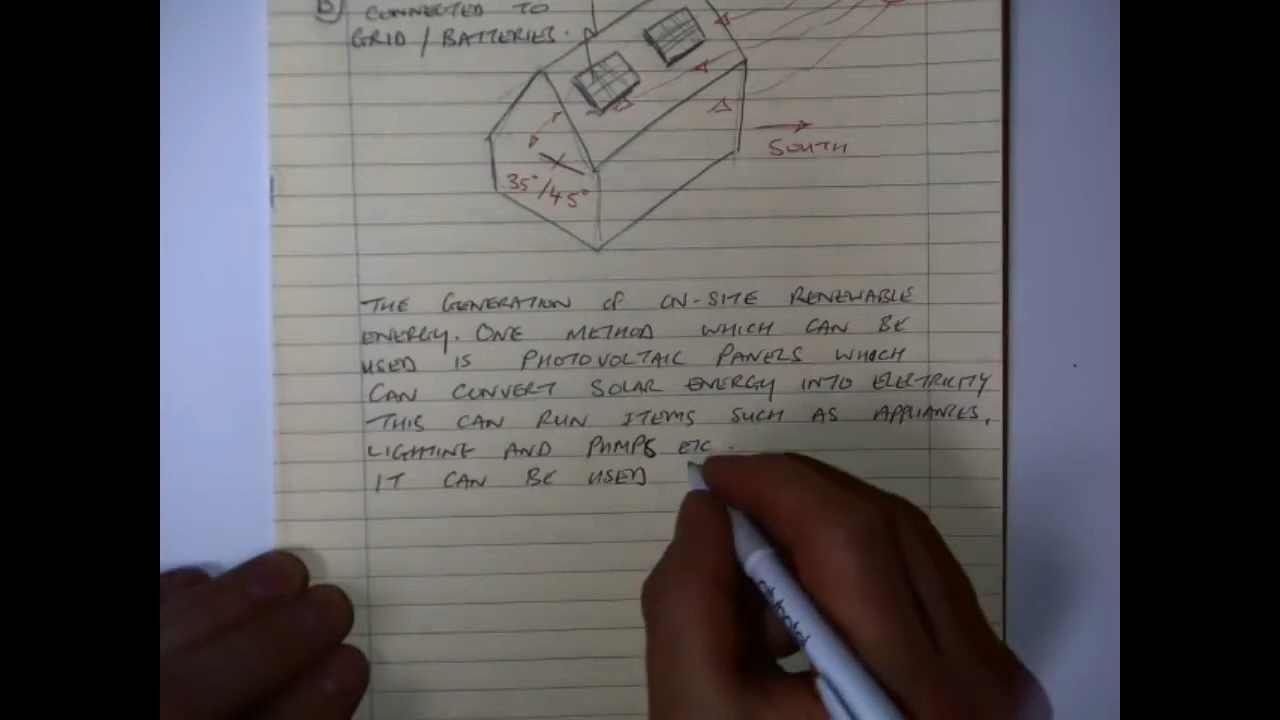 B CONNECTED TO
GRID / BATTERIES.
SOUTH
35°/45°
THE GENERATION OF ON-SITE RENEWABLE
ENERGY. ONE METHOD WHICH CAN BE
USED IS PHOTOVOLTAIC PANELS WHICH
CAN CONVERT SOLAR ENERGY INTO ELECTRICITY
THIS CAN RUN ITEMS SUCH AS APPLIANCES,
LIGHTING AND PUMPS ETC.
IT CAN BE USED